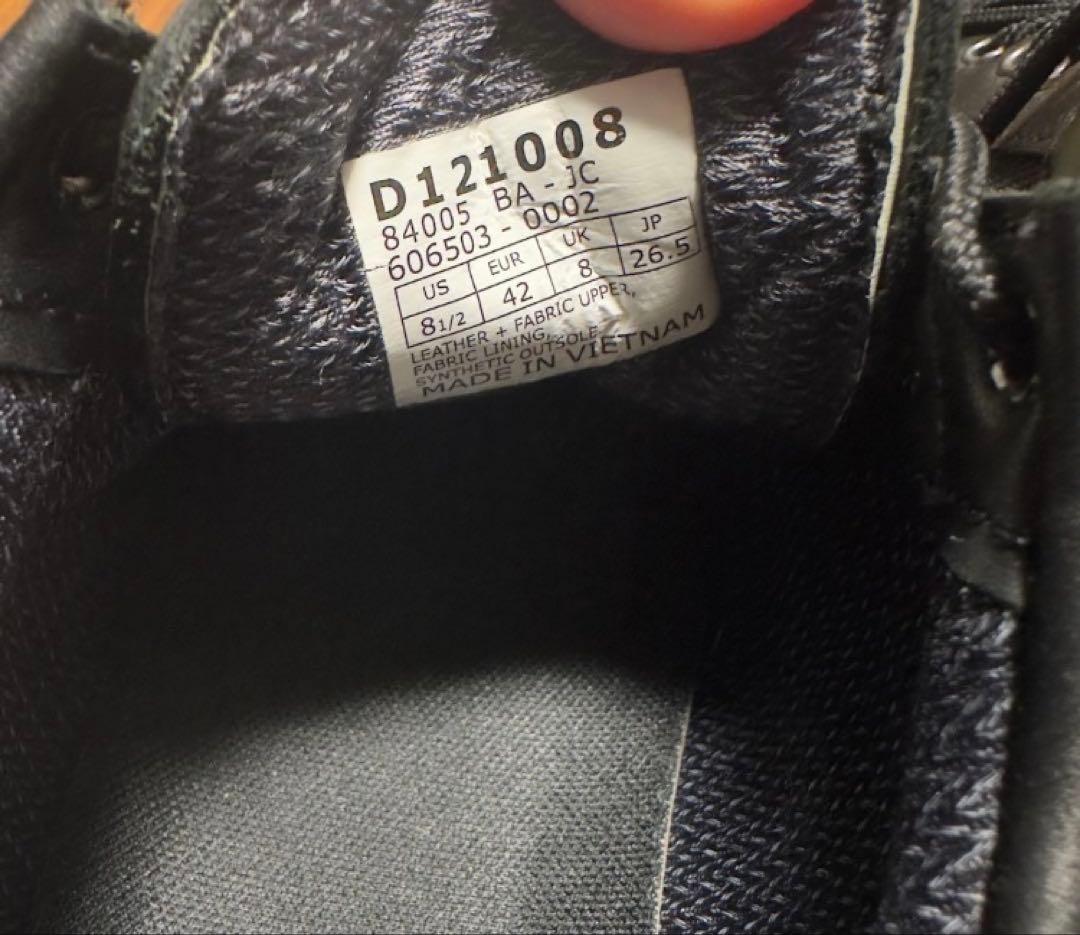 D121008
84005 BA - JC
606503 - 0002
US EUR UK JP
8 1/2 42 8 26.5
LEATHER + FABRIC UPPER,
FABRIC LINING,
SYNTHETIC OUTSOLE
MADE IN VIETNAM